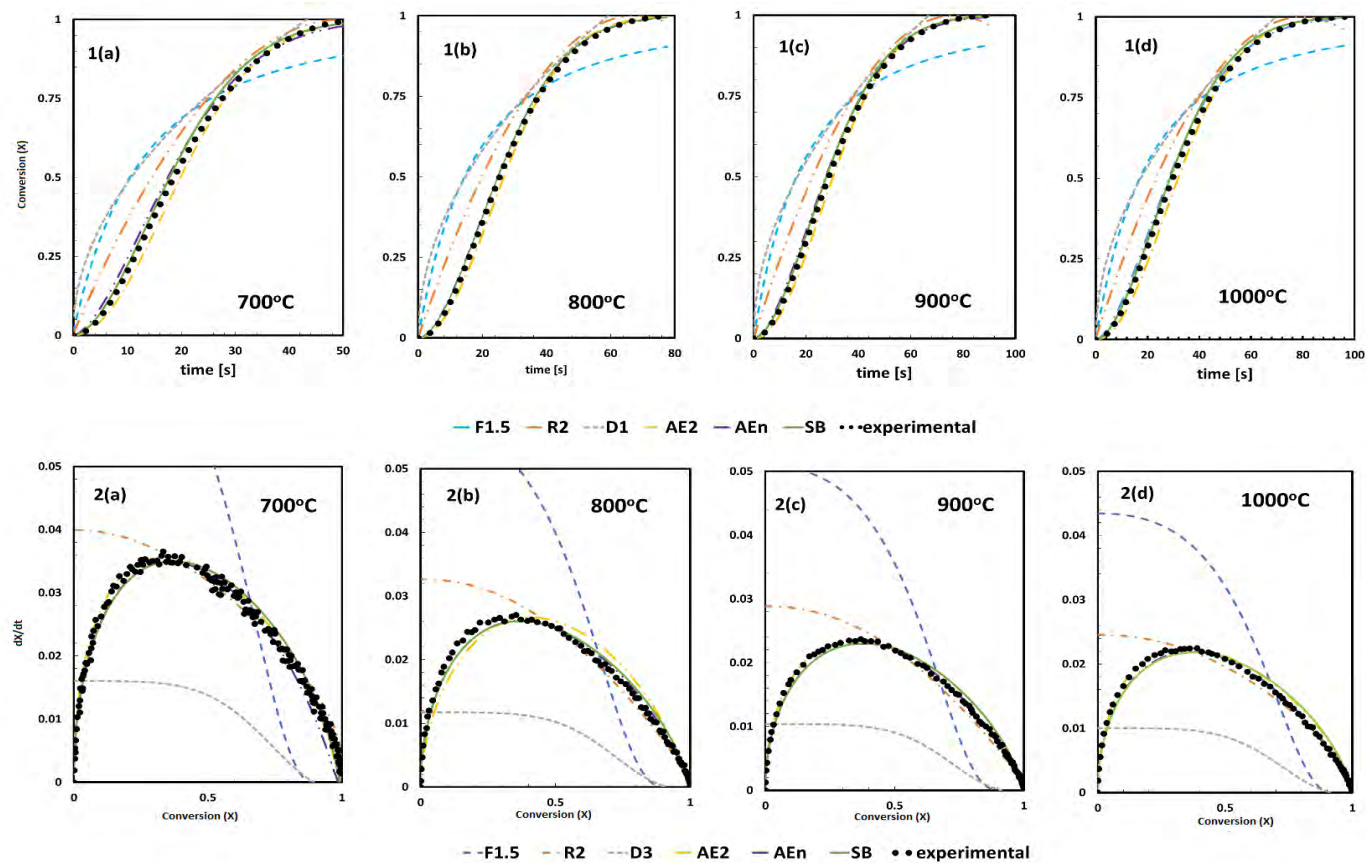 1(a)
1(b)
1(c)
1(d)
Conversion (X)
1
0.75
0.5
0.25
0
700°C
0 10 20 30 40 50
time [s]
1
0.75
0.5
0.25
0
800°C
0 20 40 60 80
time [s]
1
0.75
0.5
0.25
0
900°C
0 20 40 60 80 100
time [s]
1
0.75
0.5
0.25
0
1000°C
0 20 40 60 80 100
time [s]
F1.5 R2 D1 AE2 AEn SB experimental
2(a) 700°C
dX/dt
0.05
0.04
0.03
0.02
0.01
0
0 0.5 1
Conversion (X)
2(b) 800°C
0.05
0.04
0.03
0.02
0.01
0
0 0.5 1
Conversion (X)
2(c) 900°C
0.05
0.04
0.03
0.02
0.01
0
0 0.5 1
Conversion (X)
2(d) 1000°C
0.05
0.04
0.03
0.02
0.01
0
0 0.5 1
Conversion (X)
F1.5 R2 D3 AE2 AEn SB experimental